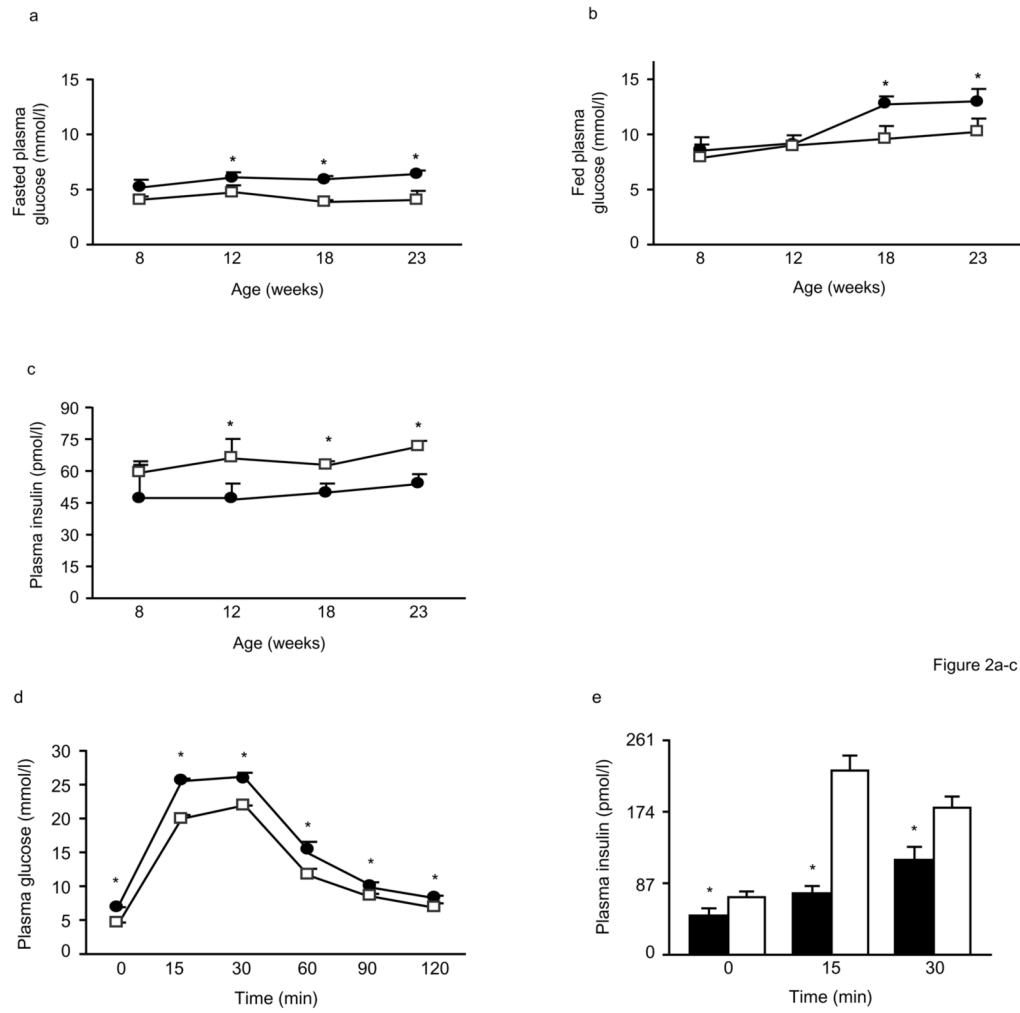 a
Fasted plasma
glucose (mmol/l)
15
10
5
0
*
*
*
8 12 18 23
Age (weeks)
b
Fed plasma
glucose (mmol/l)
15
10
5
0
*
*
8 12 18 23
Age (weeks)
c
Plasma insulin (pmol/l)
90
75
60
45
30
15
0
*
*
*
8 12 18 23
Age (weeks)
Figure 2a-c
d
Plasma glucose (mmol/l)
30
25
20
15
10
5
0
*
*
*
*
*
*
0 15 30 60 90 120
Time (min)
e
Plasma insulin (pmol/l)
261
174
87
0
*
*
*
0 15 30
Time (min)